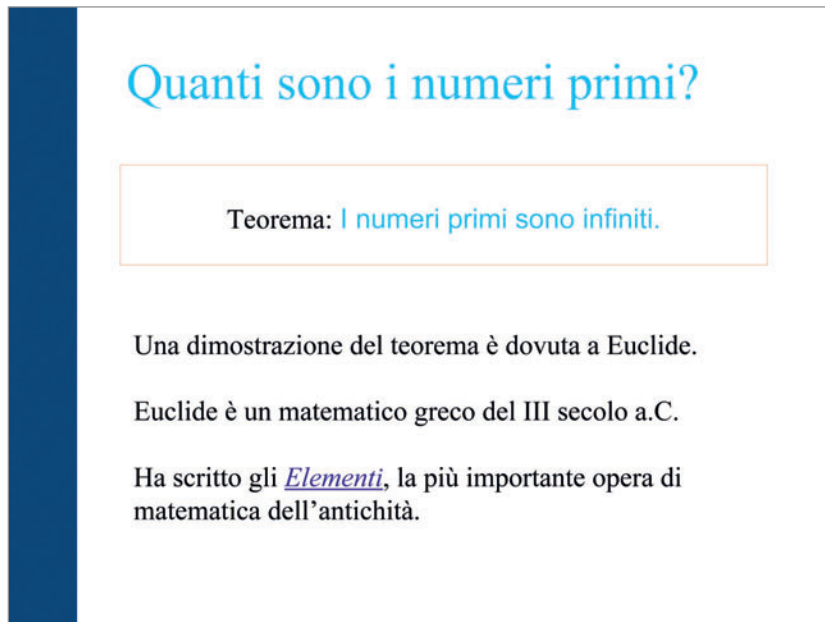 Quanti sono i numeri primi?
Teorema: I numeri primi sono infiniti.
Una dimostrazione del teorema è dovuta a Euclide.
Euclide è un matematico greco del III secolo a.C.
Ha scritto gli Elementi, la più importante opera di
matematica dell’antichità.